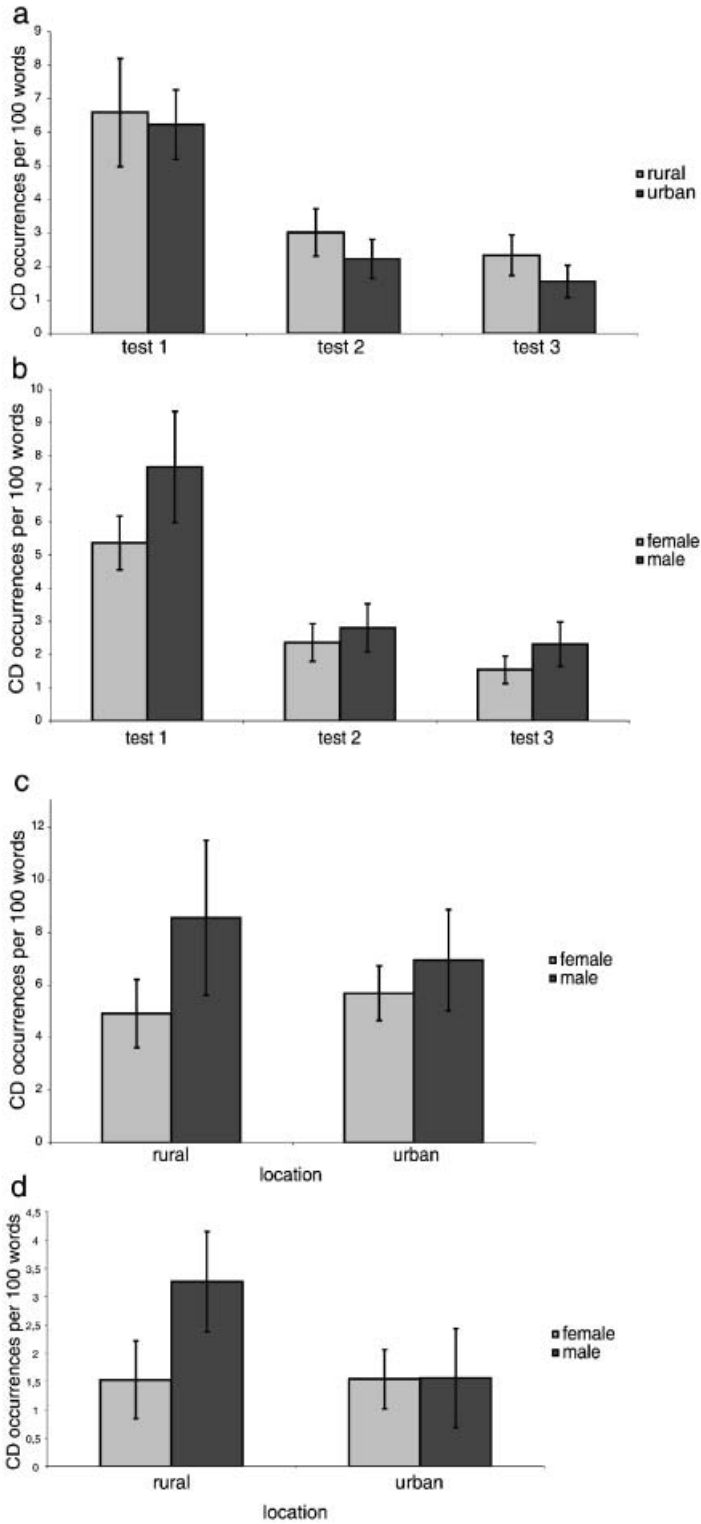 a
CD occurrences per 100 words
9
8
7
6
5
4
3
2
1
0
test 1 test 2 test 3
rural
urban
b
CD occurrences per 100 words
10
9
8
7
6
5
4
3
2
1
0
test 1 test 2 test 3
female
male
c
CD occurrences per 100 words
12
10
8
6
4
2
0
rural urban
location
female
male
d
CD occurrences per 100 words
4,5
4
3,5
3
2,5
2
1,5
1
0,5
0
rural urban
location
female
male